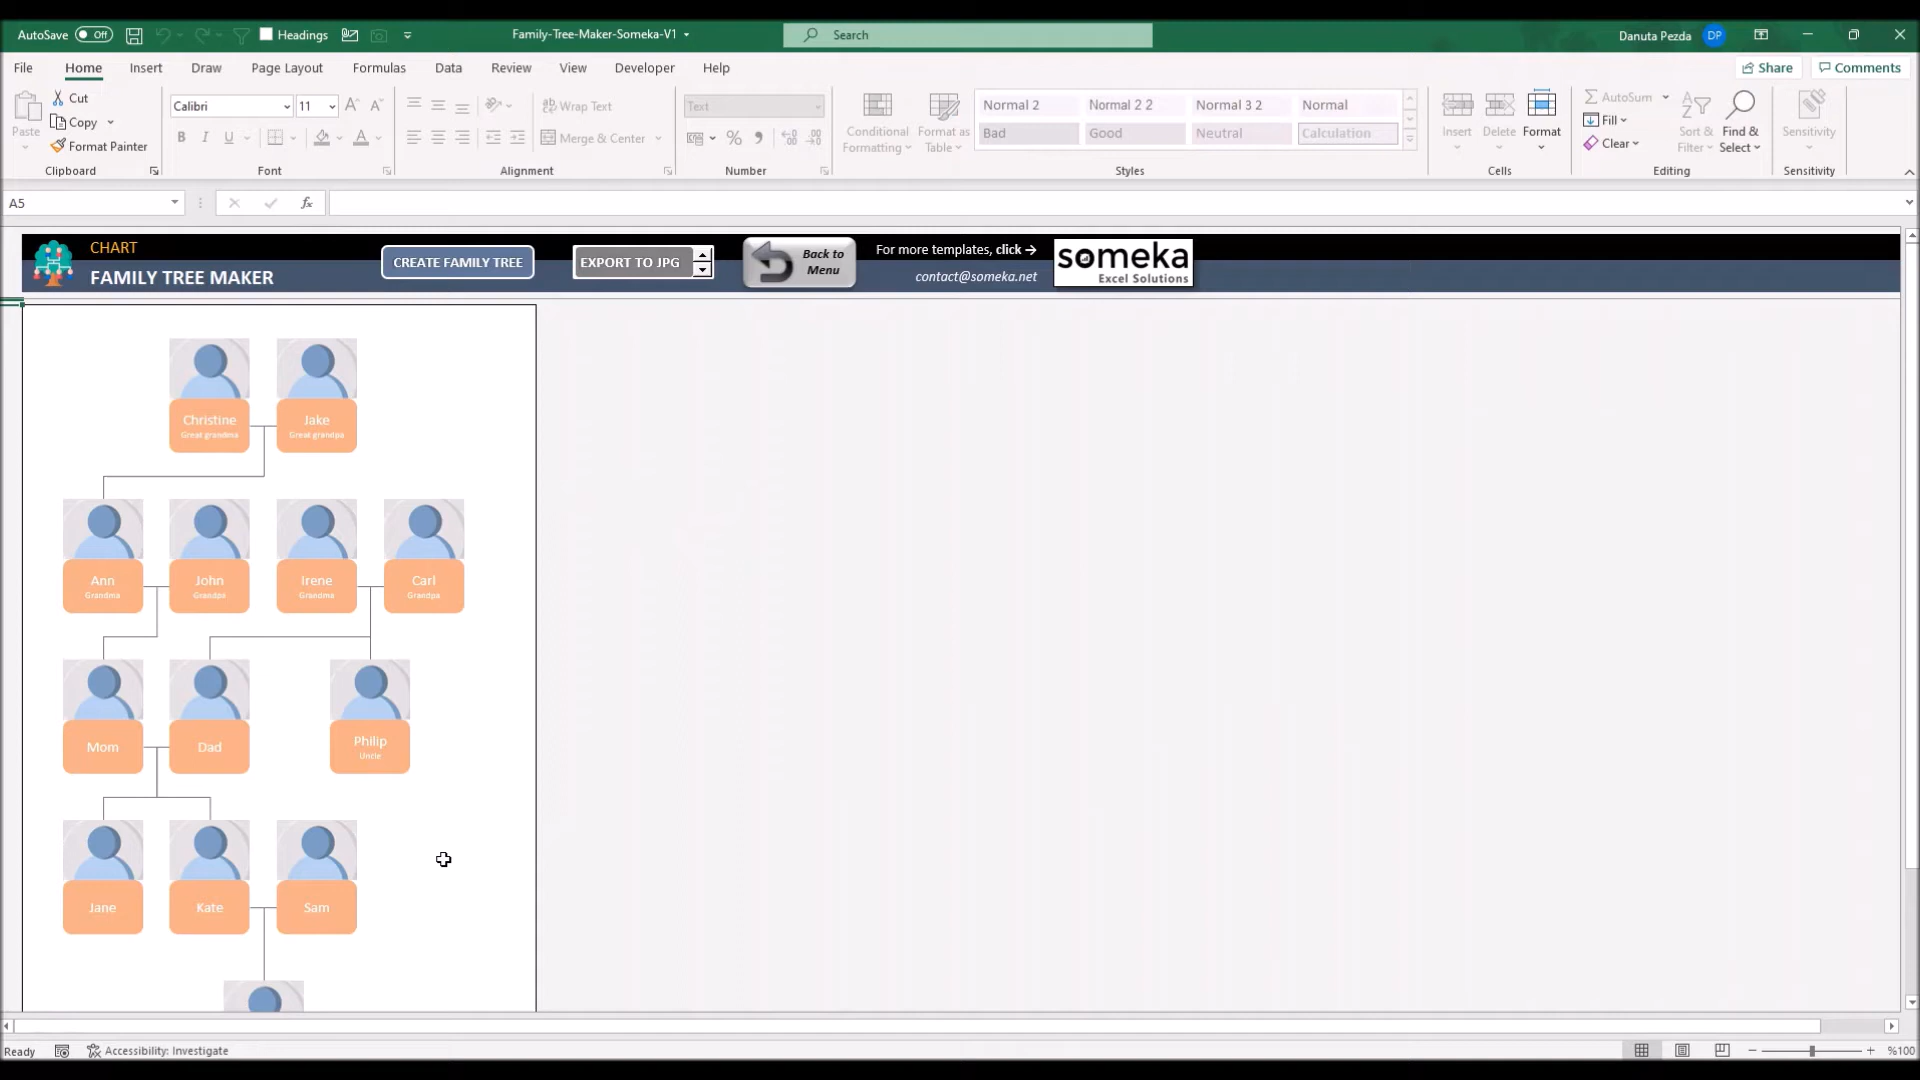 AutoSave Off Headings Family-Tree-Maker-Someka-V1 Search Danuta Pezda DP
File Home Insert Draw Page Layout Formulas Data Review View Developer Help Share Comments
Paste Cut Copy Format Painter
Clipboard
Calibri 11
B I U
Font
Wrap Text
Merge & Center
Alignment
Text
Number
Conditional Formatting
Format as Table
Normal 2 Normal 2 2 Normal 3 2 Normal
Bad Good Neutral Calculation
Styles
Insert Delete Format
Cells
AutoSum
Fill
Clear
Sort & Filter
Find & Select
Editing
Sensitivity
Sensitivity
A5 fx
CHART
FAMILY TREE MAKER
CREATE FAMILY TREE
EXPORT TO JPG
Back to
Menu
For more templates, click →
contact@someka.net
someka
Excel Solutions
Christine Jake
Great grandma Great grandpa
Ann John Irene Carl
Grandma Grandpa Grandma Grandpa
Mom Dad Philip
Uncle
Jane Kate Sam
Ready Accessibility: Investigate %100